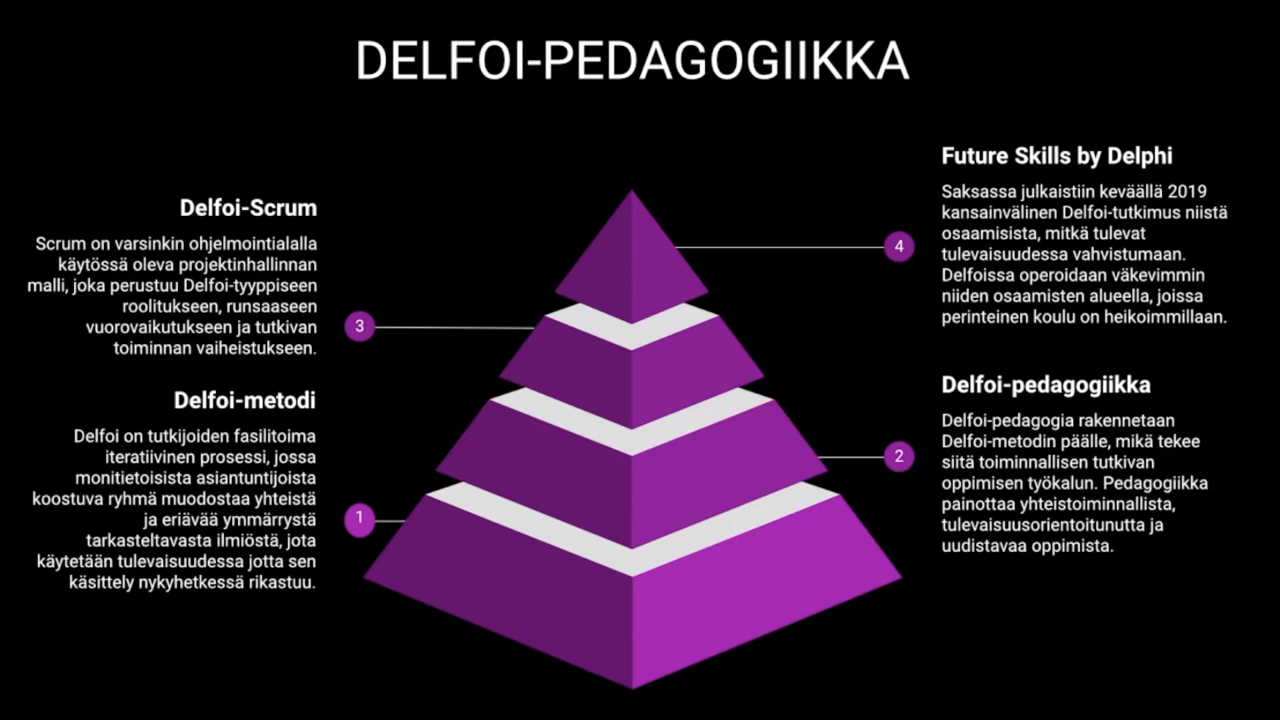 DELFOI-PEDAGOGIIKKA
Delfoi-Scrum
Scrum on varsinkin ohjelmointialalla
käytössä oleva projektinhallinnan
malli, joka perustuu Delfoi-tyyppiseen
roolitukseen, runsaaseen
vuorovaikutukseen ja tutkivan
toiminnan vaiheistukseen.
3
Delfoi-metodi
Delfoi on tutkijoiden fasilitoima
iteratiivinen prosessi, jossa
monitietoisista asiantuntijoista
koostuva ryhmä muodostaa yhteistä
ja eriävää ymmärrystä
tarkasteltavasta ilmiöstä, jota
käytetään tulevaisuudessa jotta sen
käsittely nykyhetkessä rikastuu.
1
Future Skills by Delphi
Saksassa julkaistiin keväällä 2019
kansainvälinen Delfoi-tutkimus niistä
osaamisista, mitkä tulevat
tulevaisuudessa vahvistumaan.
Delfoissa operoidaan väkevimmin
niiden osaamisten alueella, joissa
perinteinen koulu on heikoimmillaan.
4
Delfoi-pedagogiikka
Delfoi-pedagogia rakennetaan
Delfoi-metodin päälle, mikä tekee
siitä toiminnallisen tutkivan
oppimisen työkalun. Pedagogiikka
painottaa yhteistoiminnallista,
tulevaisuusorientoitunutta ja
uudistavaa oppimista.
2